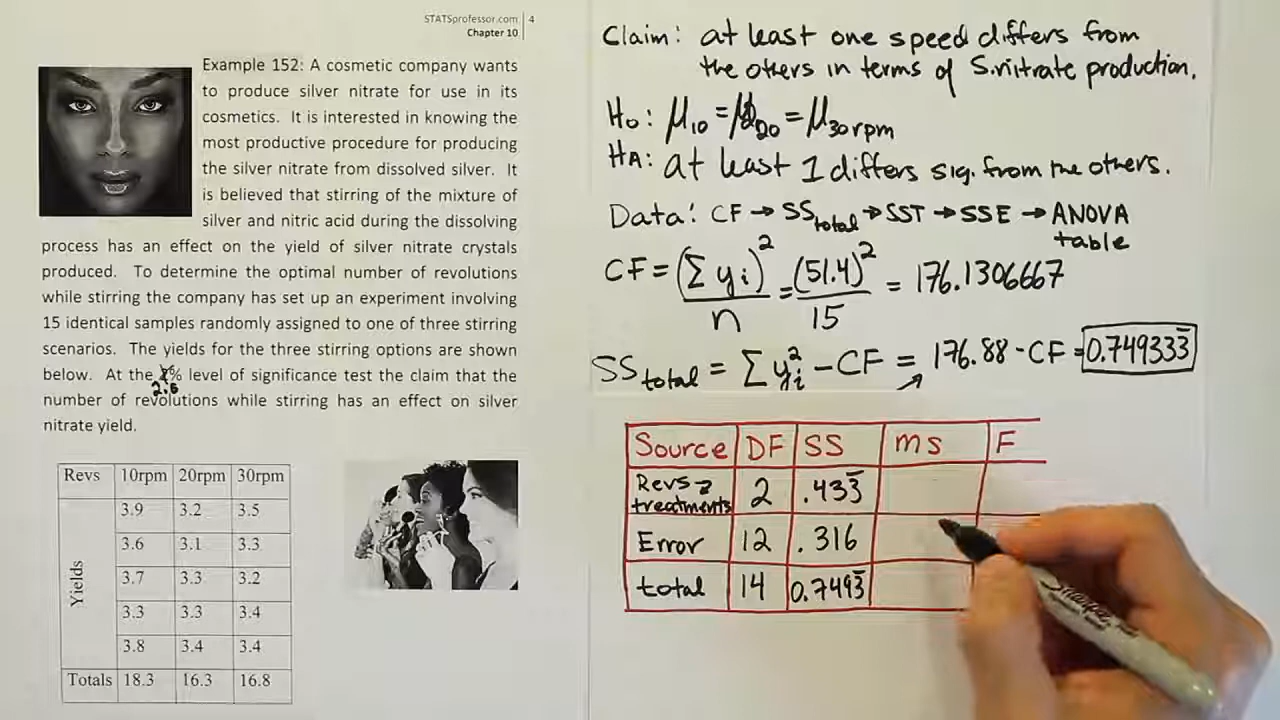 STATSprofessor.com 4
Chapter 10
Example 152: A cosmetic company wants
to produce silver nitrate for use in its
cosmetics. It is interested in knowing the
most productive procedure for producing
the silver nitrate from dissolved silver. It
is believed that stirring of the mixture of
silver and nitric acid during the dissolving
process has an effect on the yield of silver nitrate crystals
produced. To determine the optimal number of revolutions
while stirring the company has set up an experiment involving
15 identical samples randomly assigned to one of three stirring
scenarios. The yields for the three stirring options are shown
below. At the % level of significance test the claim that the
2.5
number of revolutions while stirring has an effect on silver
nitrate yield.
Revs 10rpm 20rpm 30rpm
Yields
3.9 3.2 3.5
3.6 3.1 3.3
3.7 3.3 3.2
3.3 3.3 3.4
3.8 3.4 3.4
Totals 18.3 16.3 16.8
Claim: at least one speed differs from
the others in terms of S.nitrate production.
H₀: μ₁₀ = μ₂₀ = μ₃₀rpm
HA: at least 1 differs sig. from the others.
Data: CF → SStotal → SST → SSE → ANOVA
table
CF = (Σ yi)² / n = (51.4)² / 15 = 176.1306667
SStotal = Σ yi² - CF = 176.88 - CF = 0.749333̅
Source DF SS MS F
Revs 2 .433̅
treatments
Error 12 .316
total 14 0.7493̅
Sharpie